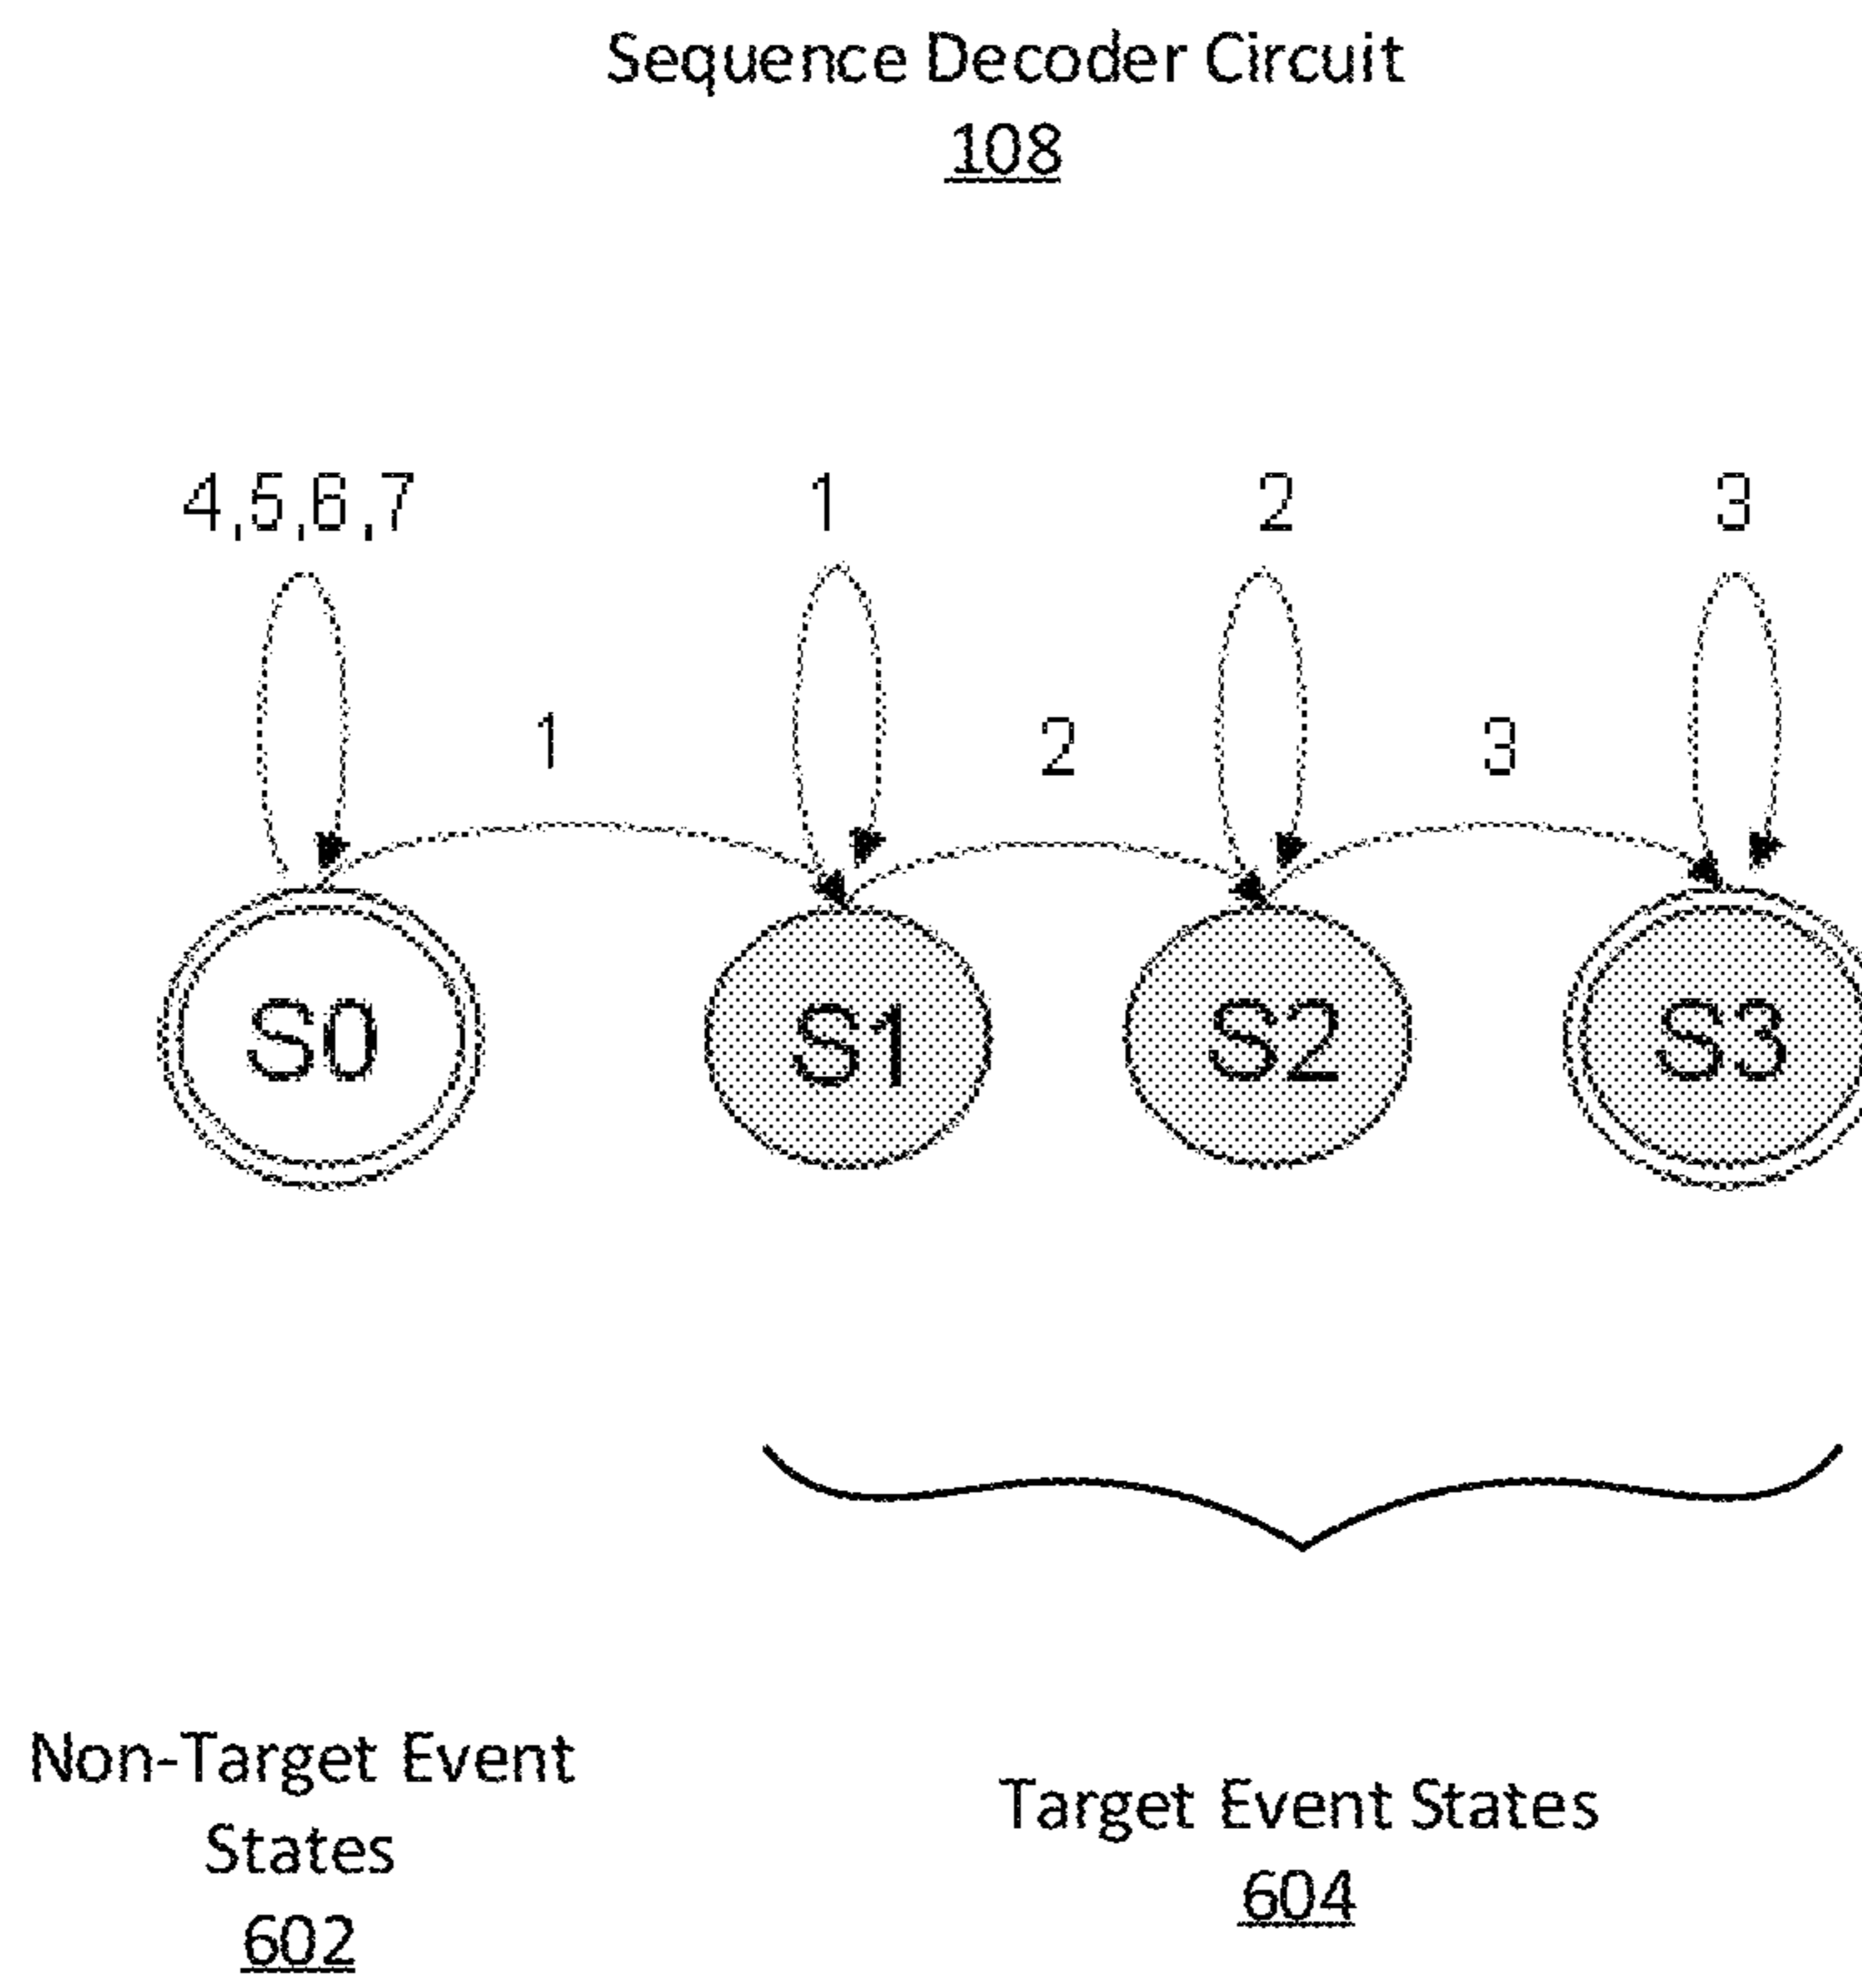 Sequence Decoder Circuit
108
4,5,6,7 1 2 3
1 2 3
S0 S1 S2 S3
Non-Target Event
States
602
Target Event States
604